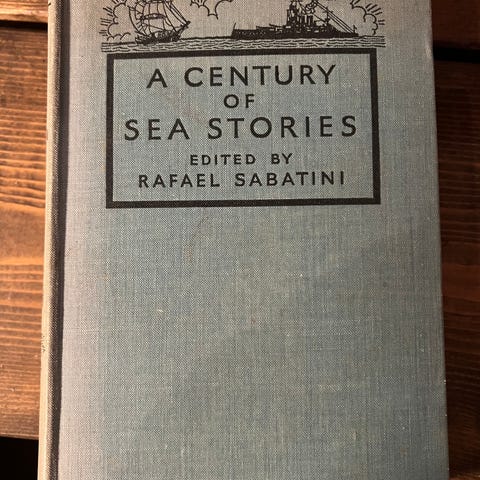 A CENTURY
OF
SEA STORIES
EDITED BY
RAFAEL SABATINI